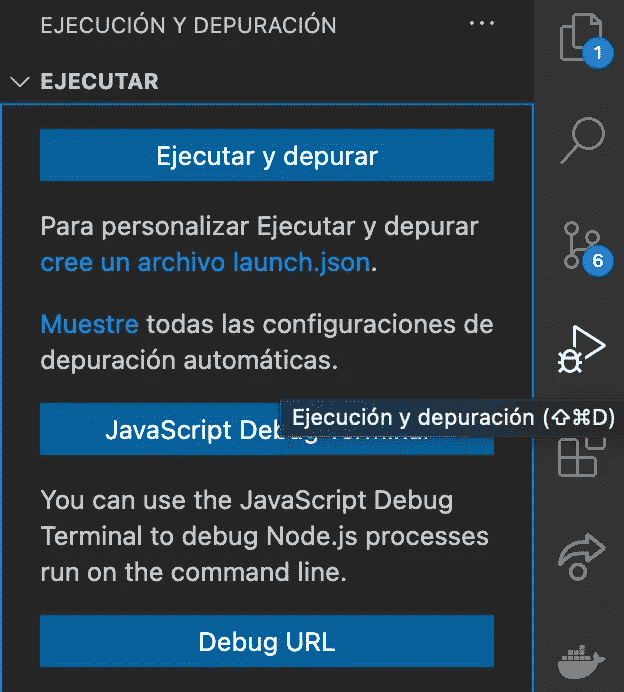 EJECUCIÓN Y DEPURACIÓN ...
1
EJECUTAR
Ejecutar y depurar
Para personalizar Ejecutar y depurar
cree un archivo launch.json.
6
Muestre todas las configuraciones de
depuración automáticas.
Ejecución y depuración (⇧⌘D)
JavaScript Debug Terminal
You can use the JavaScript Debug
Terminal to debug Node.js processes
run on the command line.
Debug URL